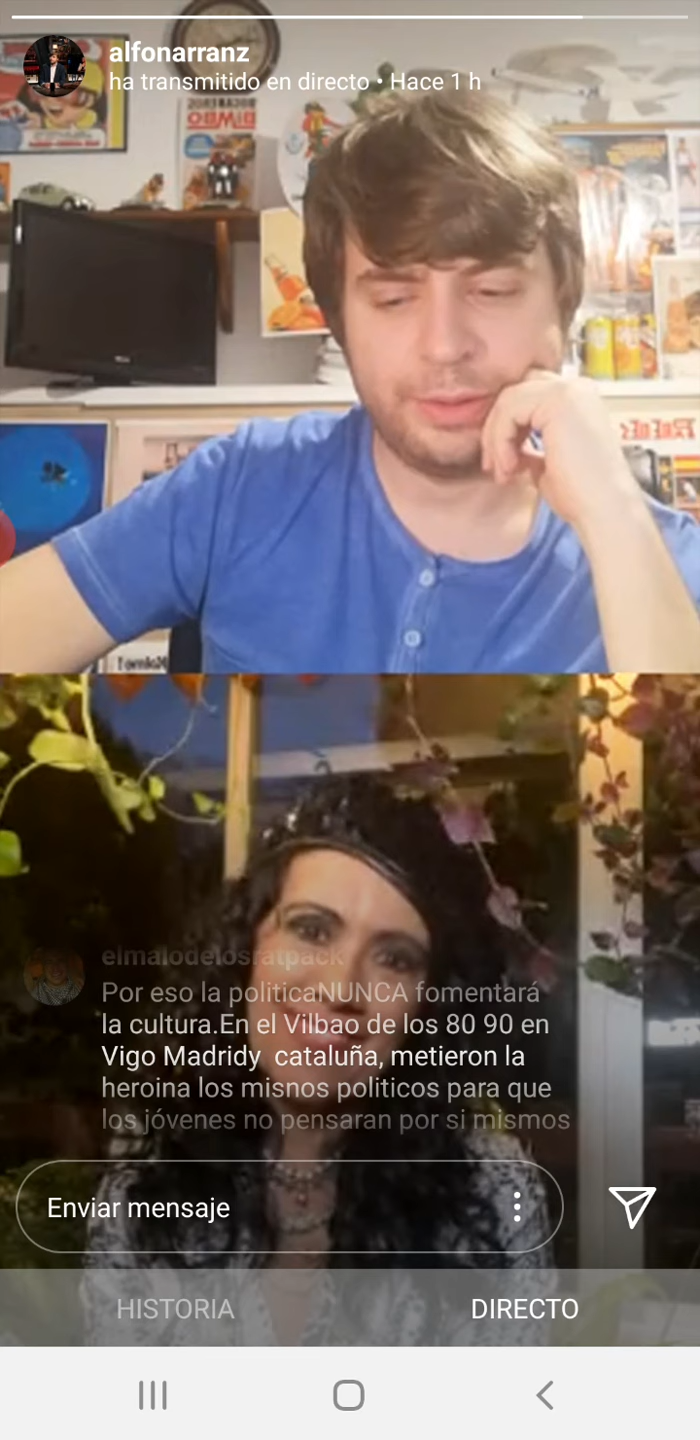 alfonarranz
ha transmitido en directo • Hace 1 h
BOCADEROS
BIMBO
elmalodelosratpack
Por eso la politicaNUNCA fomentará
la cultura.En el Vilbao de los 80 90 en
Vigo Madridy cataluña, metieron la
heroina los misnos politicos para que
los jóvenes no pensaran por si mismos
Enviar mensaje
HISTORIA
DIRECTO